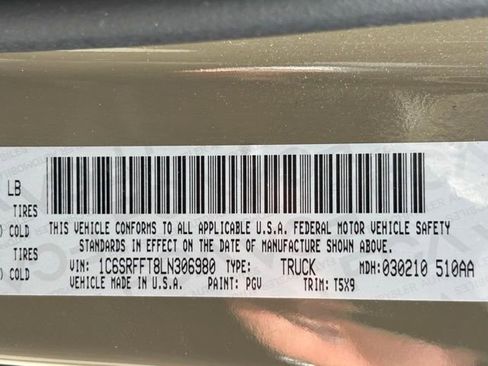 LB
TIRES
) COLD
TIRES
) COLD
THIS VEHICLE CONFORMS TO ALL APPLICABLE U.S.A. FEDERAL MOTOR VEHICLE SAFETY
STANDARDS IN EFFECT ON THE DATE OF MANUFACTURE SHOWN ABOVE.
VIN: 1C6SRFFT8LN306980 TYPE: TRUCK MDH: 030210 510AA
VEHICLE MADE IN U.S.A. PAINT: PGV TRIM: T5X9